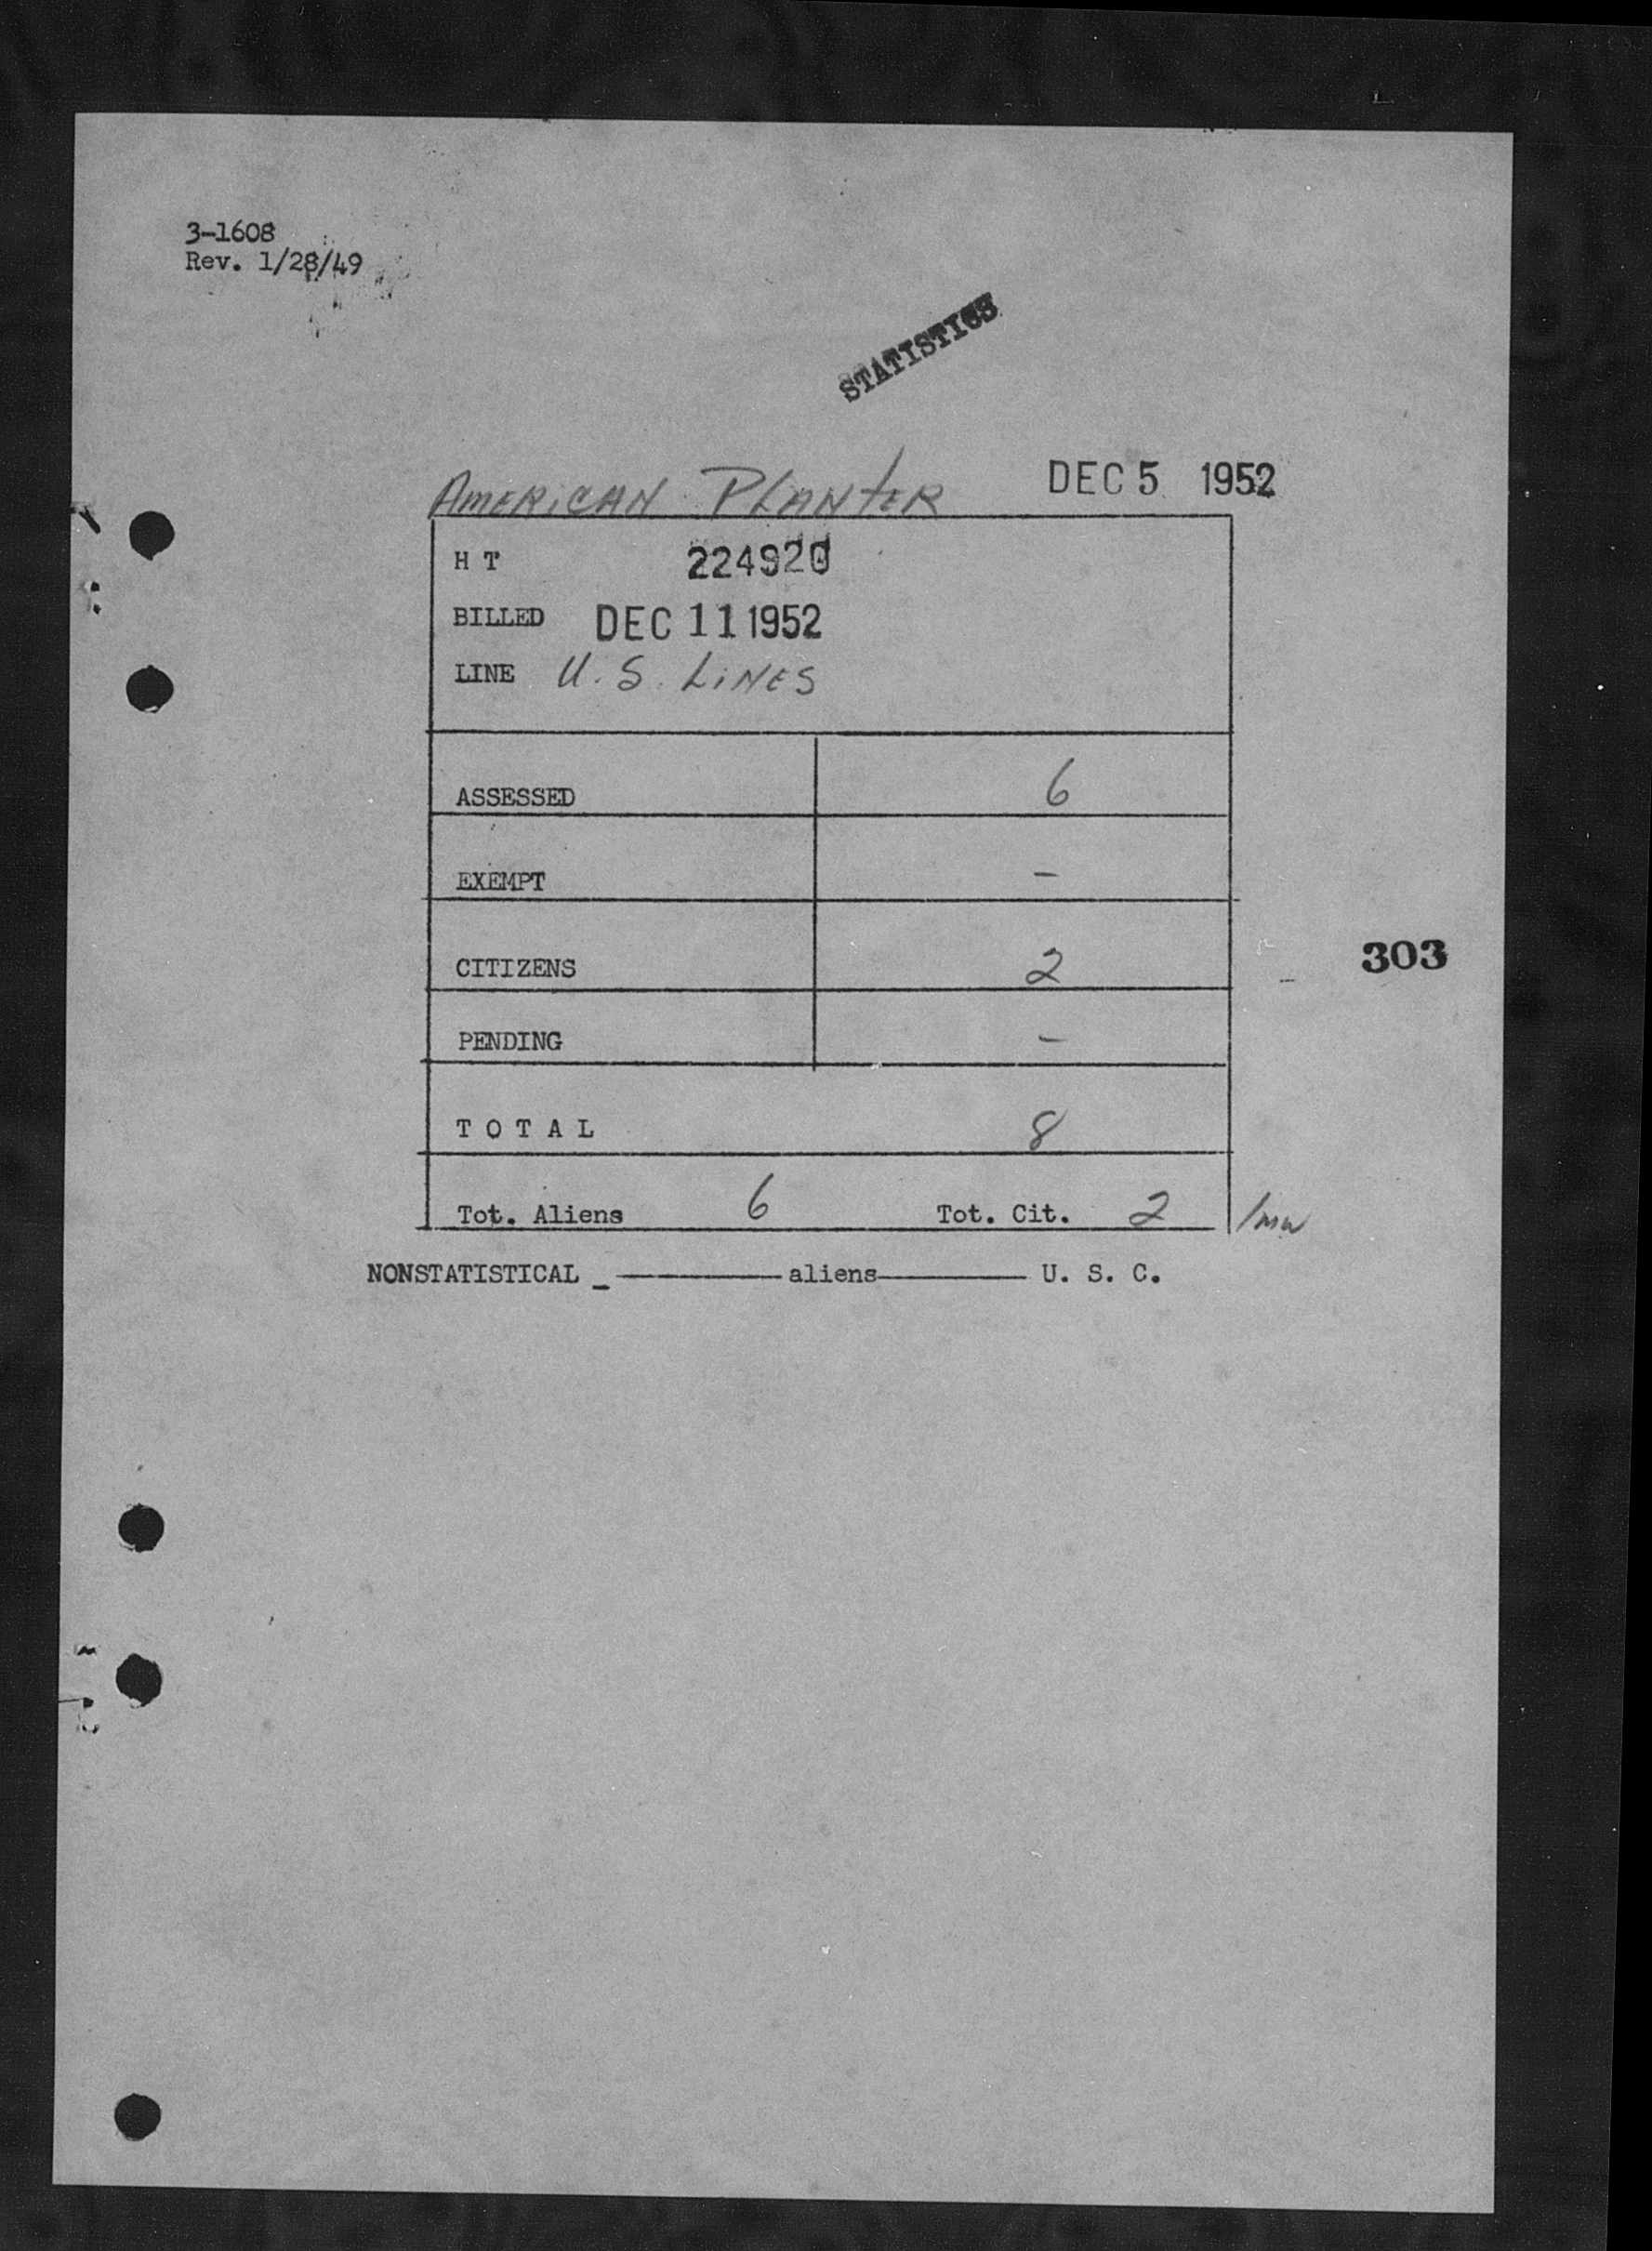 3-1608
Rev. 1/28/49
STATISTICS
AMERICAN PLANTER DEC 5 1952
H T 224920
BILLED DEC 11 1952
LINE U. S. LINES
ASSESSED 6
EXEMPT -
CITIZENS 2
303
PENDING -
T O T A L 8
Tot. Aliens 6 Tot. Cit. 2 /mw
NONSTATISTICAL _ ———— aliens———— U. S. C.